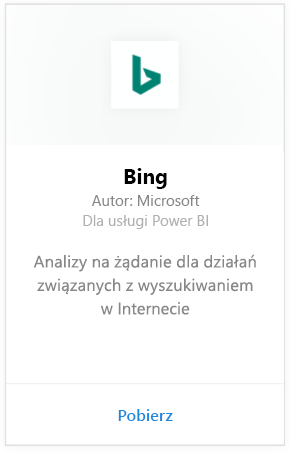 Bing
Autor: Microsoft
Dla usługi Power BI
Analizy na żądanie dla działań
związanych z wyszukiwaniem
w Internecie
Pobierz